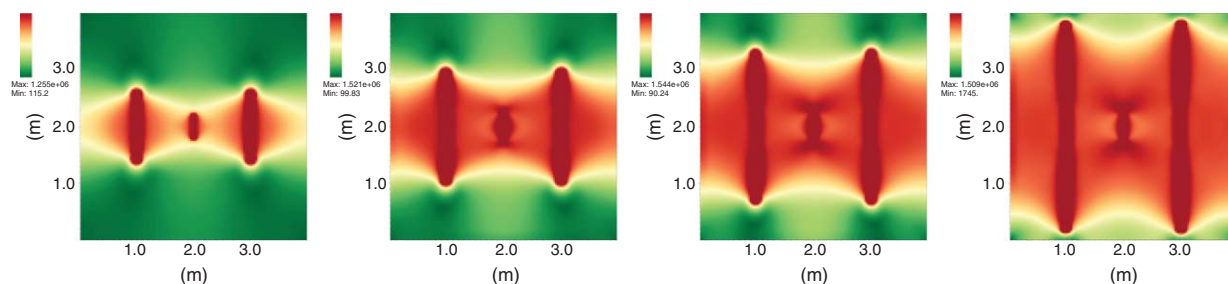 Max: 1.255e+06
Min: 115.2
3.0
2.0
1.0
(m)
1.0 2.0 3.0
(m)
Max: 1.521e+06
Min: 99.83
3.0
2.0
1.0
(m)
1.0 2.0 3.0
(m)
Max: 1.544e+06
Min: 90.24
3.0
2.0
1.0
(m)
1.0 2.0 3.0
(m)
Max: 1.509e+06
Min: 1745.
3.0
2.0
1.0
(m)
1.0 2.0 3.0
(m)